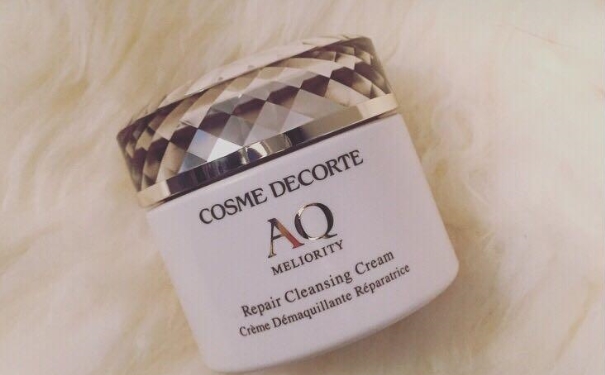 COSME DECORTE
AQ
MELIORITY
Repair Cleansing Cream
Crème Démaquillante Réparatrice